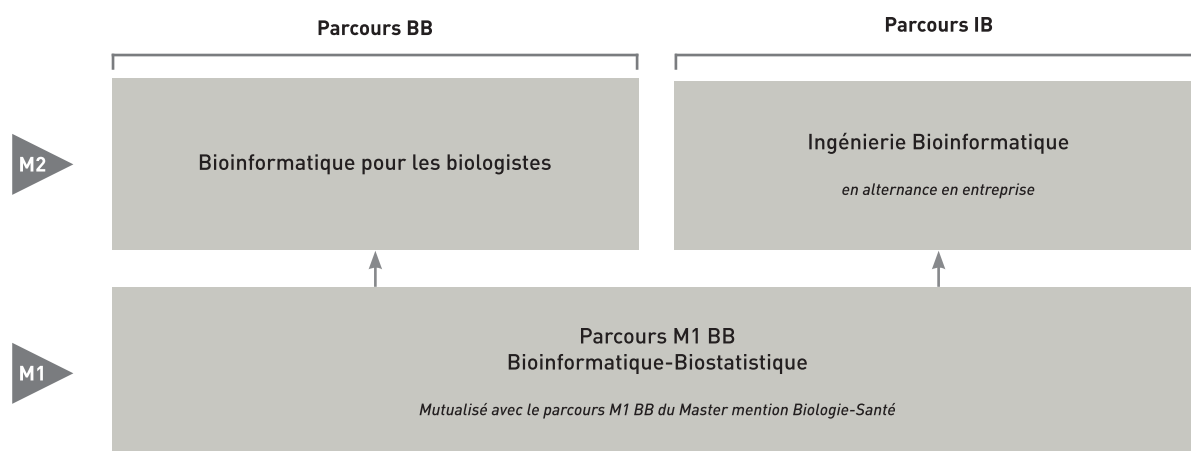 Parcours BB
Parcours IB
M2
Bioinformatique pour les biologistes
Ingénierie Bioinformatique
en alternance en entreprise
M1
Parcours M1 BB
Bioinformatique-Biostatistique
Mutualisé avec le parcours M1 BB du Master mention Biologie-Santé